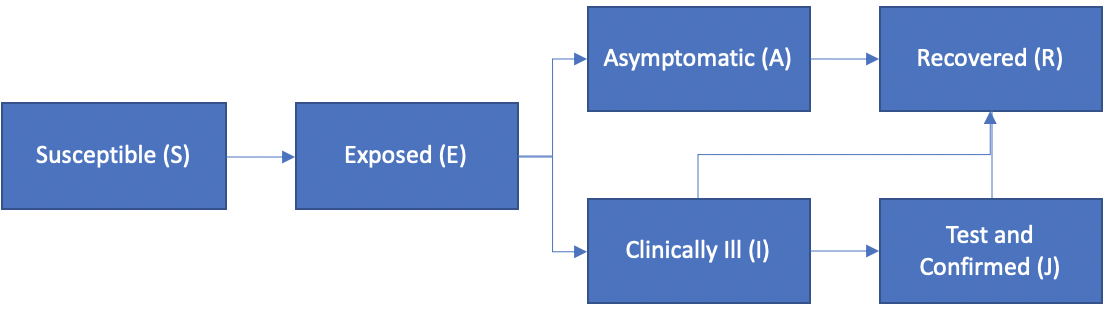 Susceptible (S)
Exposed (E)
Asymptomatic (A)
Recovered (R)
Clinically Ill (I)
Test and
Confirmed (J)